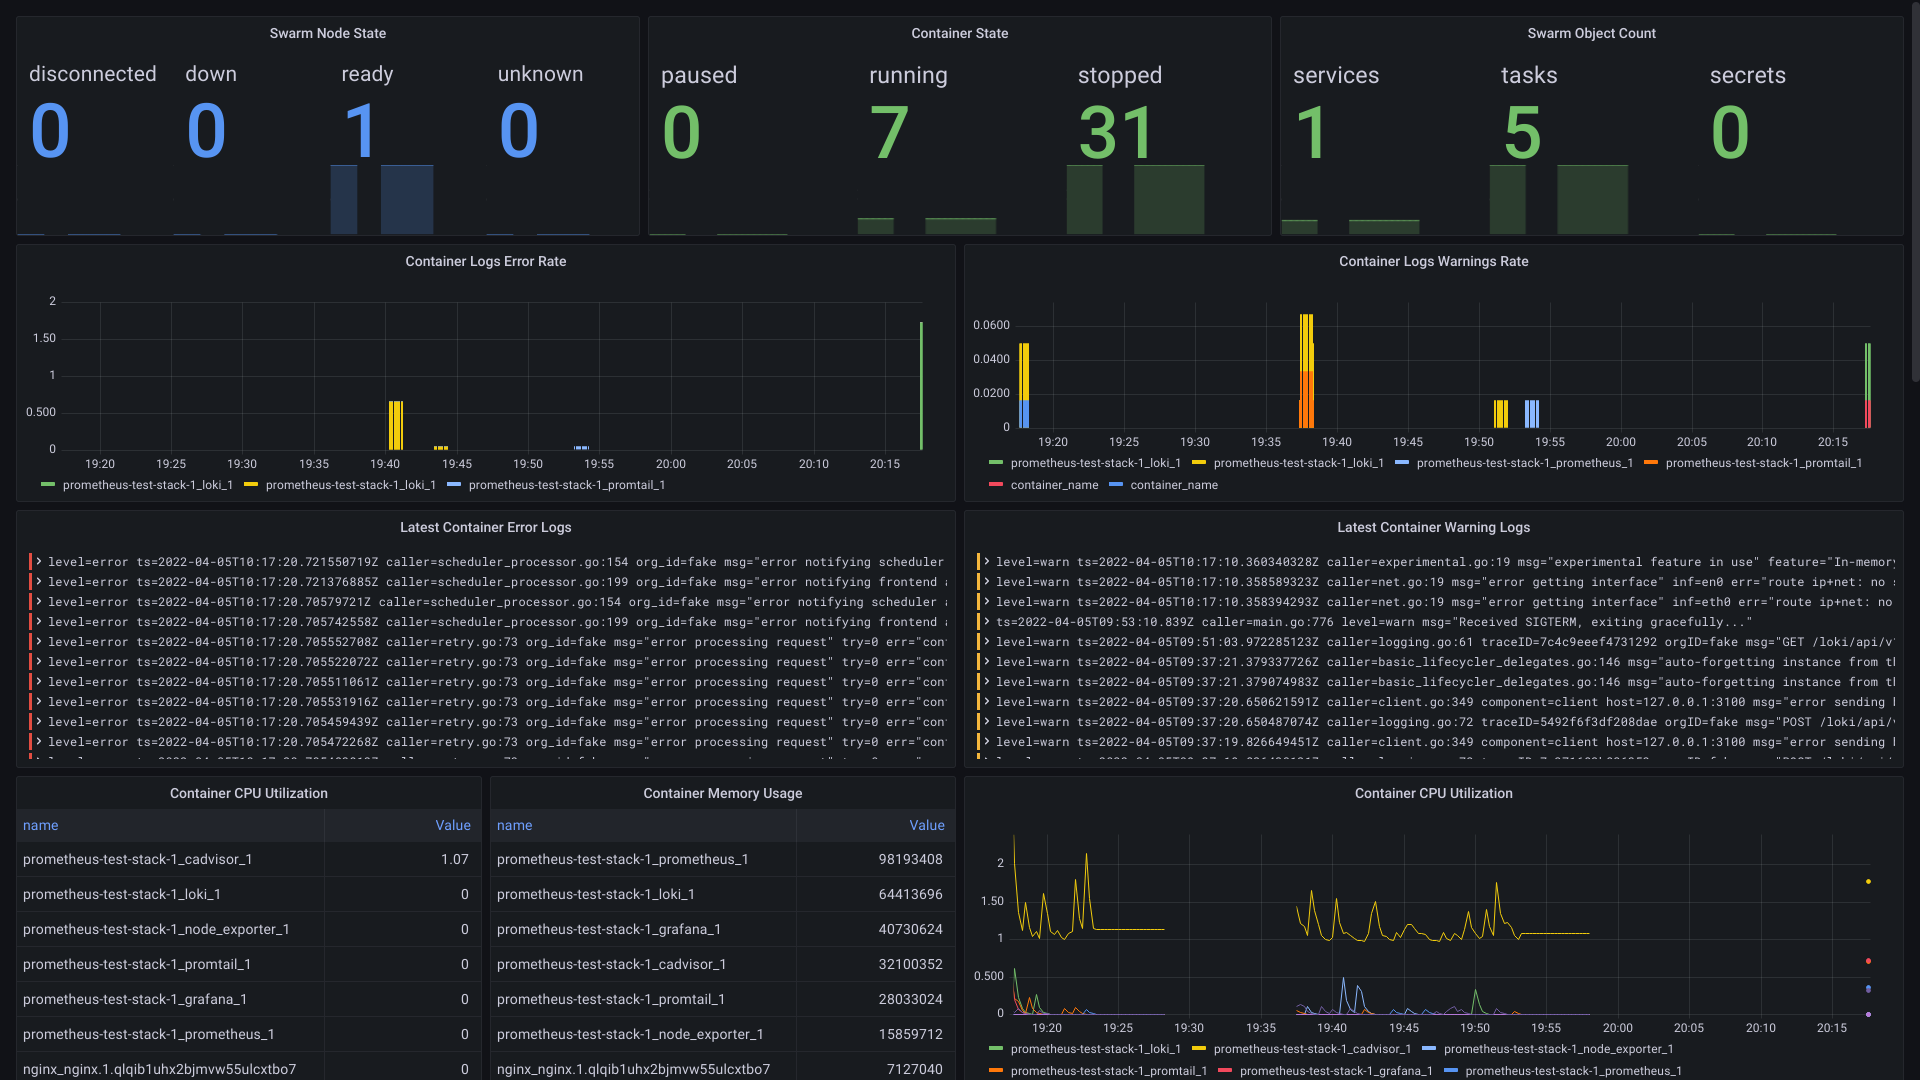 Swarm Node State
disconnected down ready unknown
0 0 1 0
Container State
paused running stopped
0 7 31
Swarm Object Count
services tasks secrets
1 5 0
Container Logs Error Rate
2
1.50
1
0.500
0
19:20 19:25 19:30 19:35 19:40 19:45 19:50 19:55 20:00 20:05 20:10 20:15
prometheus-test-stack-1_loki_1 prometheus-test-stack-1_loki_1 prometheus-test-stack-1_promtail_1
Container Logs Warnings Rate
0.0600
0.0400
0.0200
0
19:20 19:25 19:30 19:35 19:40 19:45 19:50 19:55 20:00 20:05 20:10 20:15
prometheus-test-stack-1_loki_1 prometheus-test-stack-1_loki_1 prometheus-test-stack-1_prometheus_1 prometheus-test-stack-1_promtail_1
container_name container_name
Latest Container Error Logs
level=error ts=2022-04-05T10:17:20.721550719Z caller=scheduler_processor.go:154 org_id=fake msg="error notifying scheduler
level=error ts=2022-04-05T10:17:20.721376885Z caller=scheduler_processor.go:199 org_id=fake msg="error notifying frontend
level=error ts=2022-04-05T10:17:20.70579721Z caller=scheduler_processor.go:154 org_id=fake msg="error notifying scheduler
level=error ts=2022-04-05T10:17:20.705742558Z caller=scheduler_processor.go:199 org_id=fake msg="error notifying frontend
level=error ts=2022-04-05T10:17:20.705552708Z caller=retry.go:73 org_id=fake msg="error processing request" try=0 err="con
level=error ts=2022-04-05T10:17:20.705522072Z caller=retry.go:73 org_id=fake msg="error processing request" try=0 err="con
level=error ts=2022-04-05T10:17:20.705511061Z caller=retry.go:73 org_id=fake msg="error processing request" try=0 err="con
level=error ts=2022-04-05T10:17:20.705531916Z caller=retry.go:73 org_id=fake msg="error processing request" try=0 err="con
level=error ts=2022-04-05T10:17:20.705459439Z caller=retry.go:73 org_id=fake msg="error processing request" try=0 err="con
level=error ts=2022-04-05T10:17:20.705472268Z caller=retry.go:73 org_id=fake msg="error processing request" try=0 err="con
Latest Container Warning Logs
level=warn ts=2022-04-05T10:17:10.360340328Z caller=experimental.go:19 msg="experimental feature in use" feature="In-memory
level=warn ts=2022-04-05T10:17:10.358589323Z caller=net.go:19 msg="error getting interface" inf=en0 err="route ip+net: no
level=warn ts=2022-04-05T10:17:10.358394293Z caller=net.go:19 msg="error getting interface" inf=eth0 err="route ip+net: no
ts=2022-04-05T09:53:10.839Z caller=main.go:776 level=warn msg="Received SIGTERM, exiting gracefully..."
level=warn ts=2022-04-05T09:51:03.972285123Z caller=logging.go:61 traceID=7c4c9eeef4731292 orgID=fake msg="GET /loki/api/v
level=warn ts=2022-04-05T09:37:21.379337726Z caller=basic_lifecycler_delegates.go:146 msg="auto-forgetting instance from th
level=warn ts=2022-04-05T09:37:21.379074983Z caller=basic_lifecycler_delegates.go:146 msg="auto-forgetting instance from th
level=warn ts=2022-04-05T09:37:20.650621591Z caller=client.go:349 component=client host=127.0.0.1:3100 msg="error sending
level=warn ts=2022-04-05T09:37:20.650487074Z caller=logging.go:72 traceID=5492f6f3df208dae orgID=fake msg="POST /loki/api/
level=warn ts=2022-04-05T09:37:19.826649451Z caller=client.go:349 component=client host=127.0.0.1:3100 msg="error sending
Container CPU Utilization
name Value
prometheus-test-stack-1_cadvisor_1 1.07
prometheus-test-stack-1_loki_1 0
prometheus-test-stack-1_node_exporter_1 0
prometheus-test-stack-1_promtail_1 0
prometheus-test-stack-1_grafana_1 0
prometheus-test-stack-1_prometheus_1 0
nginx_nginx.1.qlqib1uhx2bjmvw55ulcxtbo7 0
Container Memory Usage
name Value
prometheus-test-stack-1_prometheus_1 98193408
prometheus-test-stack-1_loki_1 64413696
prometheus-test-stack-1_grafana_1 40730624
prometheus-test-stack-1_cadvisor_1 32100352
prometheus-test-stack-1_promtail_1 28033024
prometheus-test-stack-1_node_exporter_1 15859712
nginx_nginx.1.qlqib1uhx2bjmvw55ulcxtbo7 7127040
Container CPU Utilization
2
1.50
1
0.500
0
19:20 19:25 19:30 19:35 19:40 19:45 19:50 19:55 20:00 20:05 20:10 20:15
prometheus-test-stack-1_loki_1 prometheus-test-stack-1_cadvisor_1 prometheus-test-stack-1_node_exporter_1
prometheus-test-stack-1_promtail_1 prometheus-test-stack-1_grafana_1 prometheus-test-stack-1_prometheus_1